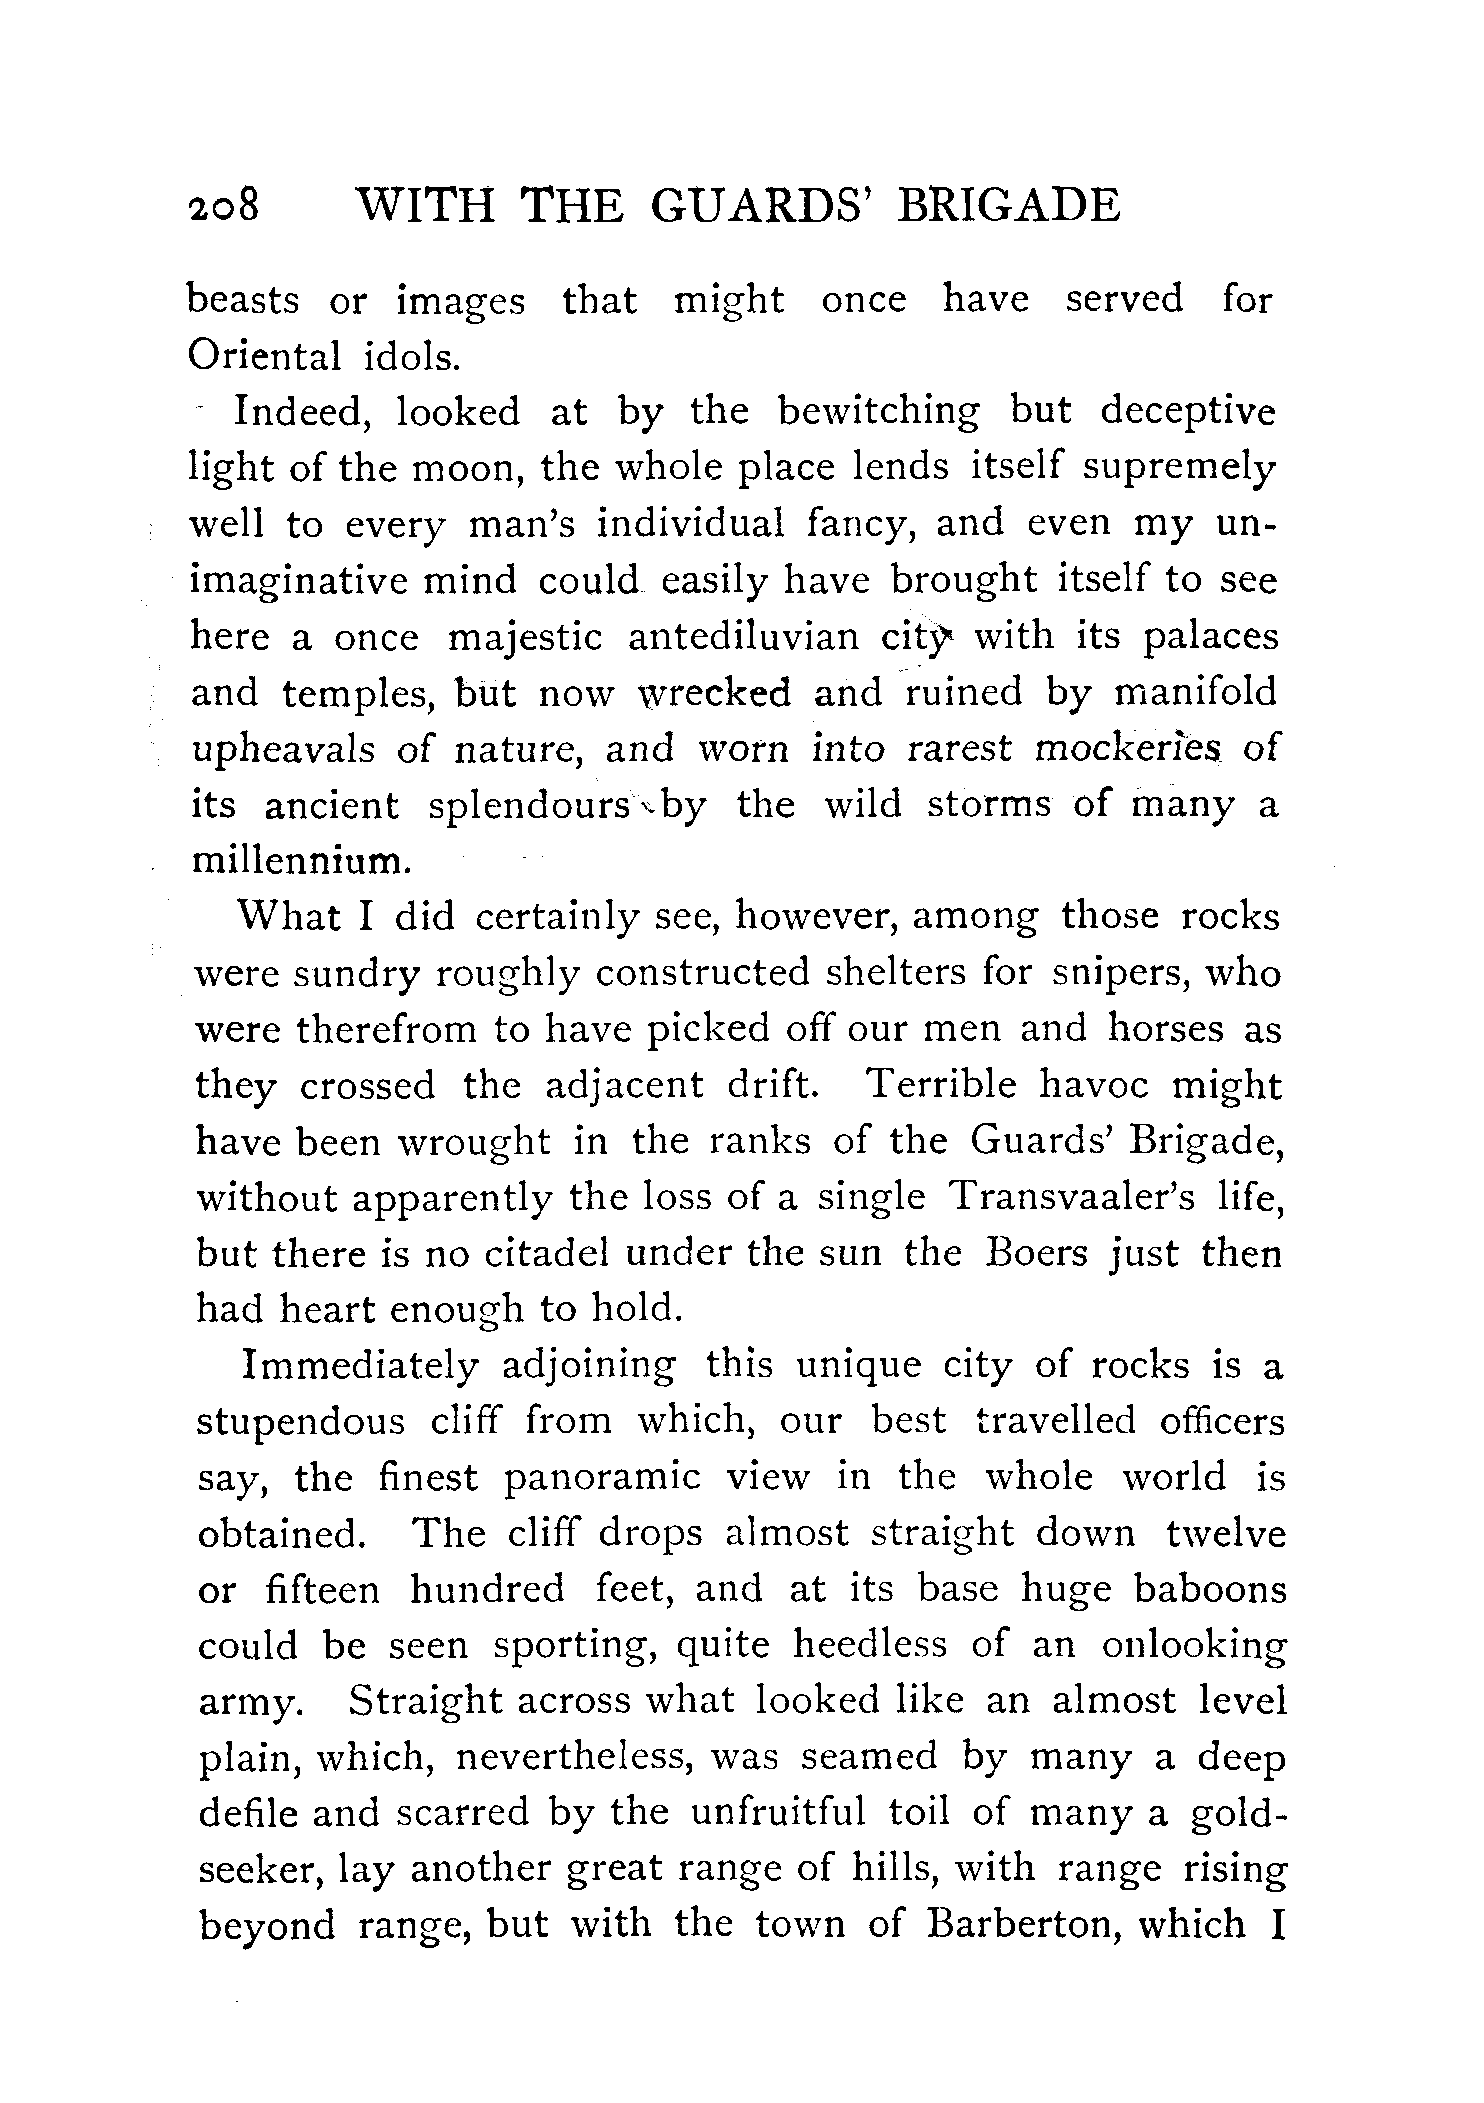 208 WITH THE GUARDS' BRIGADE
beasts or images that might once have served for
Oriental idols.
Indeed, looked at by the bewitching but deceptive
light of the moon, the whole place lends itself supremely
well to every man's individual fancy, and even my un-
imaginative mind could easily have brought itself to see
here a once majestic antediluvian city with its palaces
and temples, but now wrecked and ruined by manifold
upheavals of nature, and worn into rarest mockeries of
its ancient splendours by the wild storms of many a
millennium.
What I did certainly see, however, among those rocks
were sundry roughly constructed shelters for snipers, who
were therefrom to have picked off our men and horses as
they crossed the adjacent drift. Terrible havoc might
have been wrought in the ranks of the Guards' Brigade,
without apparently the loss of a single Transvaaler's life,
but there is no citadel under the sun the Boers just then
had heart enough to hold.
Immediately adjoining this unique city of rocks is a
stupendous cliff from which, our best travelled officers
say, the finest panoramic view in the whole world is
obtained. The cliff drops almost straight down twelve
or fifteen hundred feet, and at its base huge baboons
could be seen sporting, quite heedless of an onlooking
army. Straight across what looked like an almost level
plain, which, nevertheless, was seamed by many a deep
defile and scarred by the unfruitful toil of many a gold-
seeker, lay another great range of hills, with range rising
beyond range, but with the town of Barberton, which I